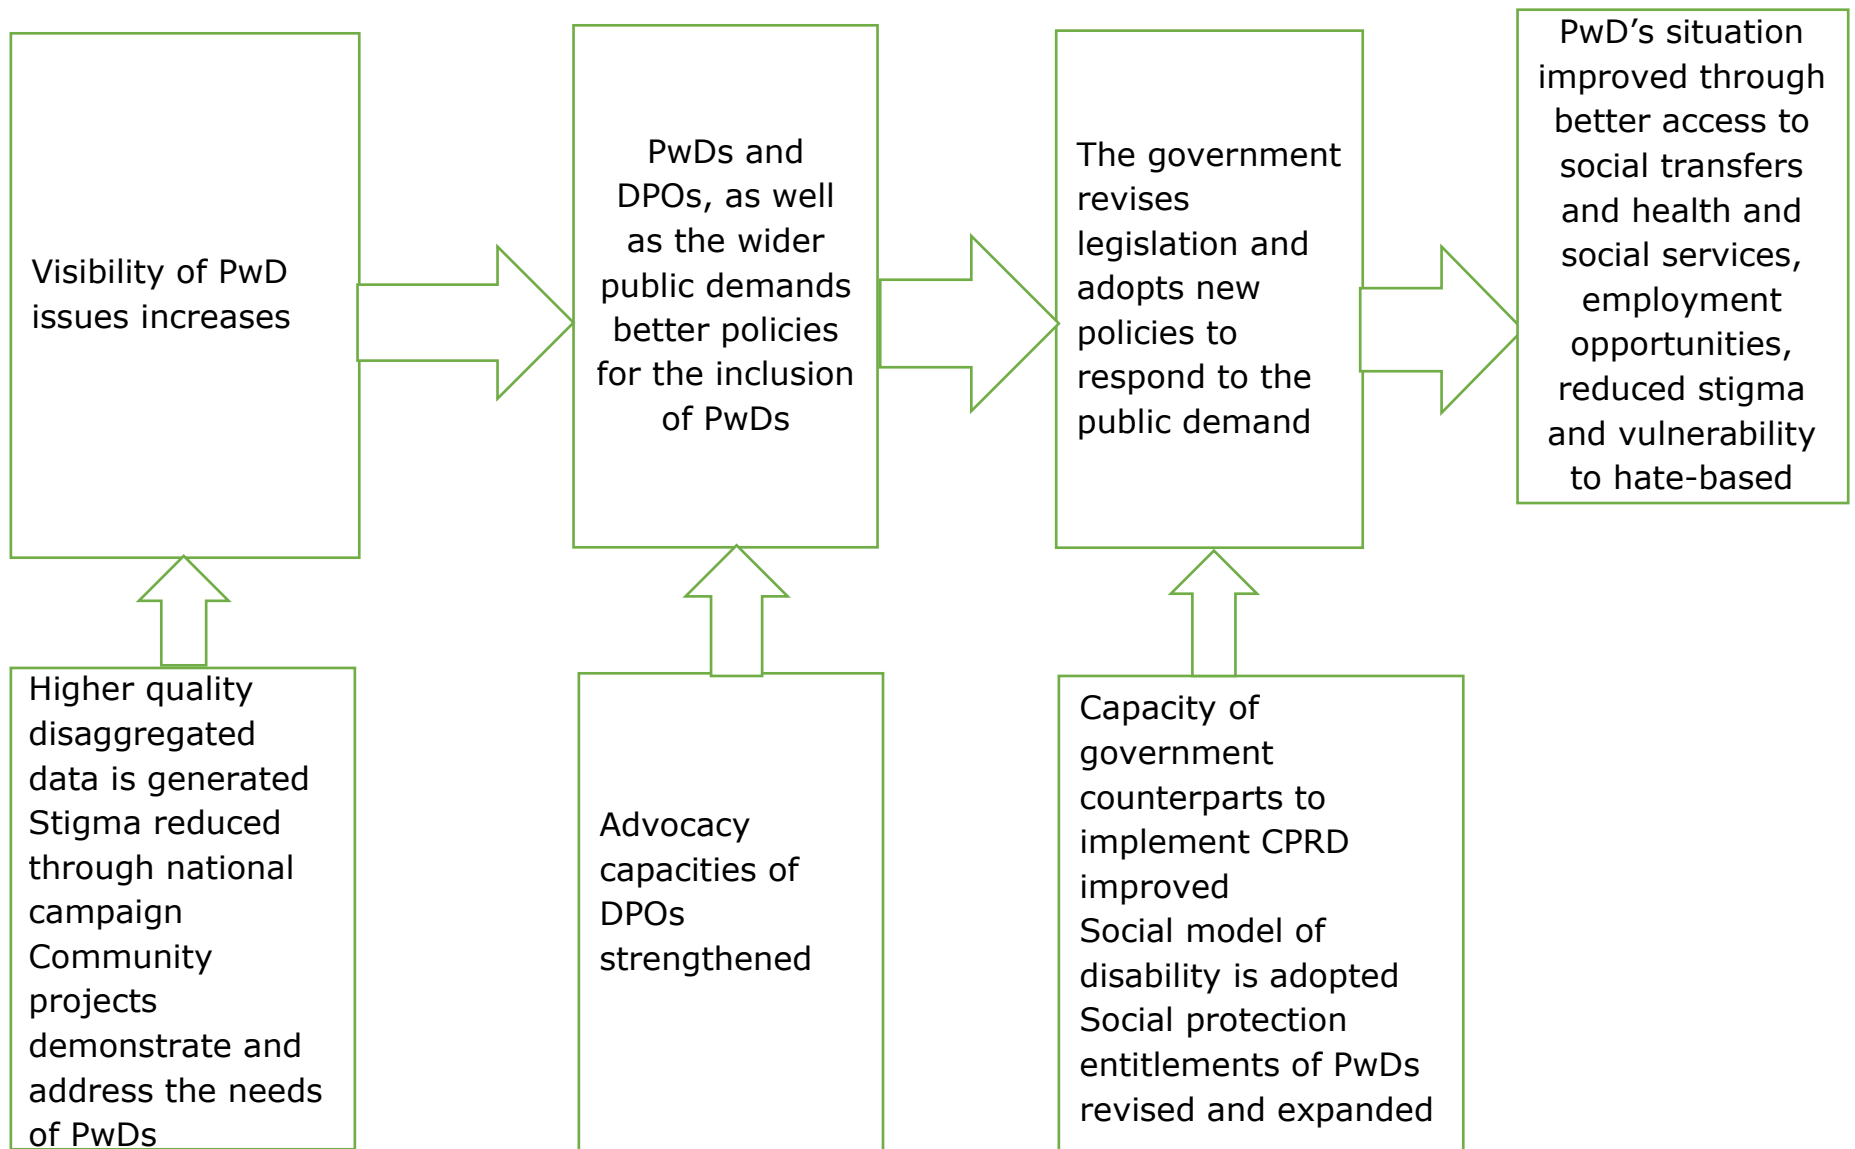 Visibility of PwD
issues increases
PwDs and
DPOs, as well
as the wider
public demands
better policies
for the inclusion
of PwDs
The government
revises
legislation and
adopts new
policies to
respond to the
public demand
PwD’s situation
improved through
better access to
social transfers
and health and
social services,
employment
opportunities,
reduced stigma
and vulnerability
to hate-based
Higher quality
disaggregated
data is generated
Stigma reduced
through national
campaign
Community
projects
demonstrate and
address the needs
of PwDs
Advocacy
capacities of
DPOs
strengthened
Capacity of
government
counterparts to
implement CPRD
improved
Social model of
disability is adopted
Social protection
entitlements of PwDs
revised and expanded